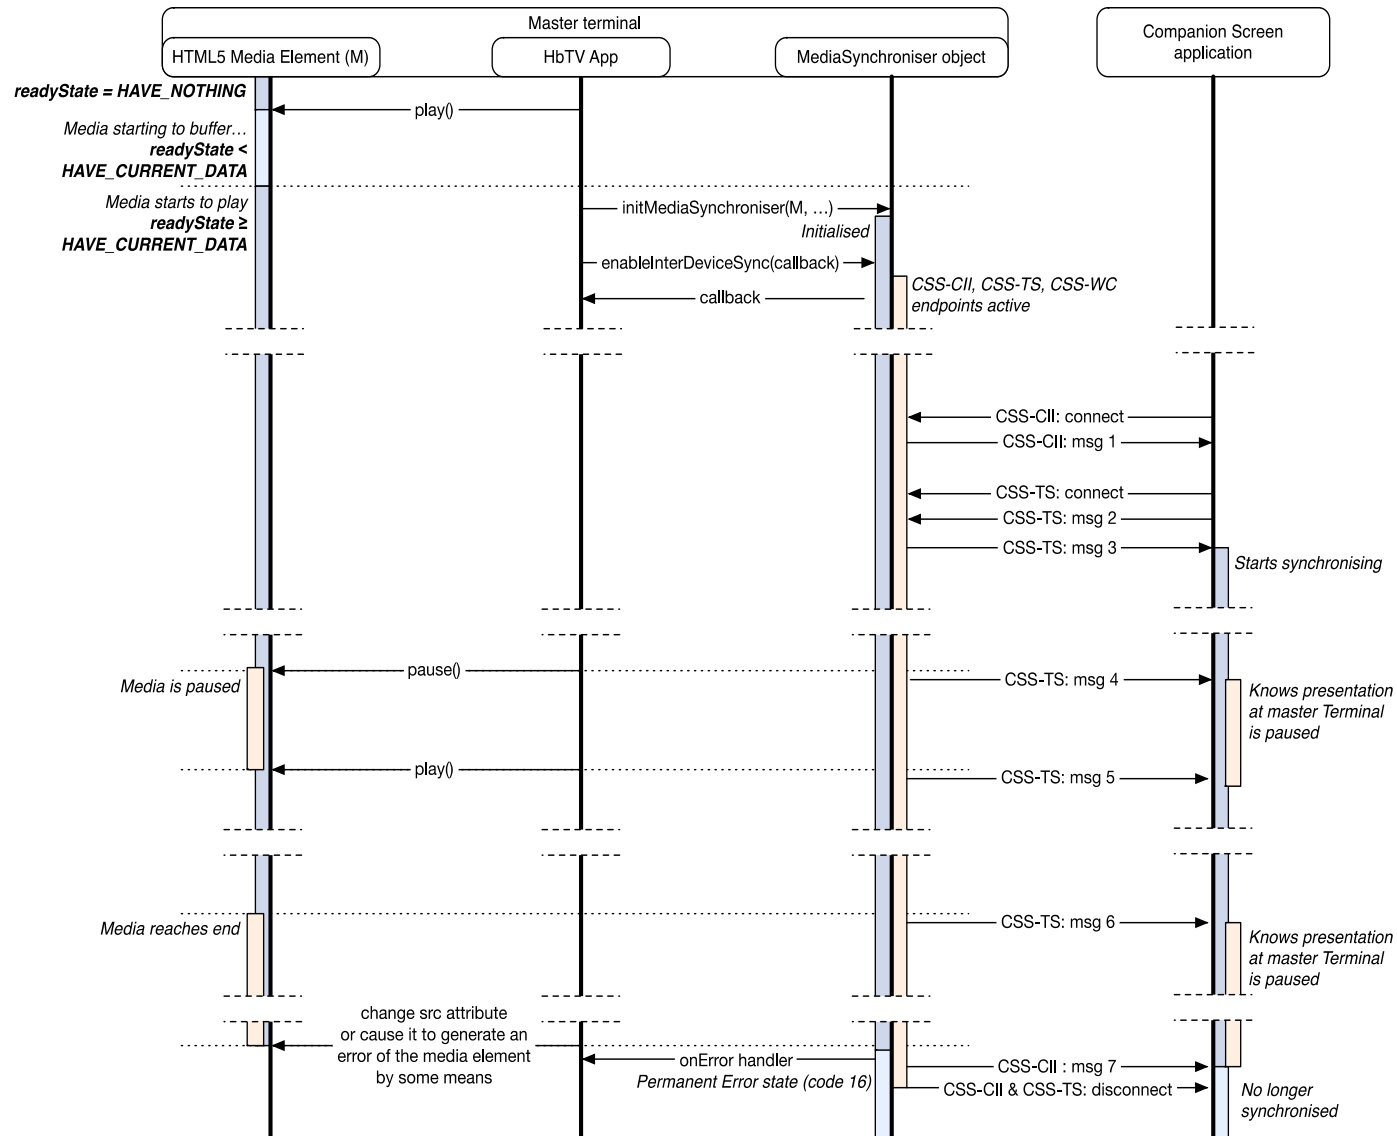 Master terminal
HTML5 Media Element (M)
HbTV App
MediaSynchroniser object
Companion Screen
application
readyState = HAVE_NOTHING
play()
Media starting to buffer…
readyState <
HAVE_CURRENT_DATA
Media starts to play
readyState ≥
HAVE_CURRENT_DATA
initMediaSynchroniser(M, …)
Initialised
enableInterDeviceSync(callback)
callback
CSS-CII, CSS-TS, CSS-WC
endpoints active
CSS-CII: connect
CSS-CII: msg 1
CSS-TS: connect
CSS-TS: msg 2
CSS-TS: msg 3
Starts synchronising
pause()
Media is paused
CSS-TS: msg 4
Knows presentation
at master Terminal
is paused
play()
CSS-TS: msg 5
Media reaches end
CSS-TS: msg 6
Knows presentation
at master Terminal
is paused
change src attribute
or cause it to generate an
error of the media element
by some means
onError handler
Permanent Error state (code 16)
CSS-CII : msg 7
CSS-CII & CSS-TS: disconnect
No longer
synchronised